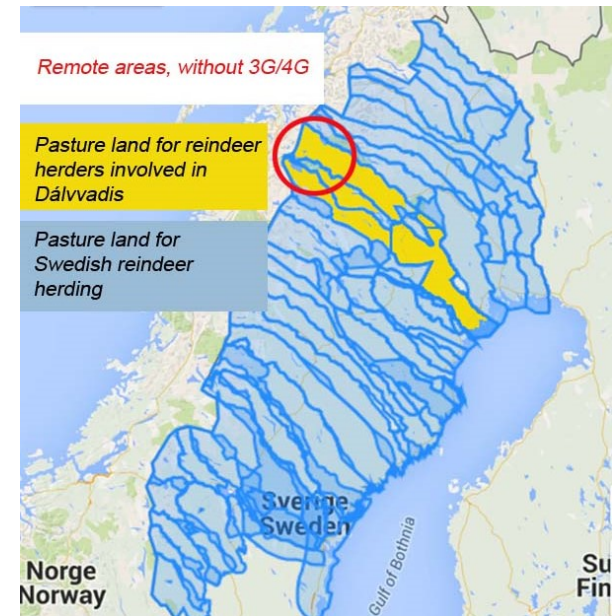 Remote areas, without 3G/4G
Pasture land for reindeer
herders involved in
Dálvvadis
Pasture land for
Swedish reindeer
herding
Sverige
Sweden
Norge
Norway
Gulf of Bothnia
Su
Fin